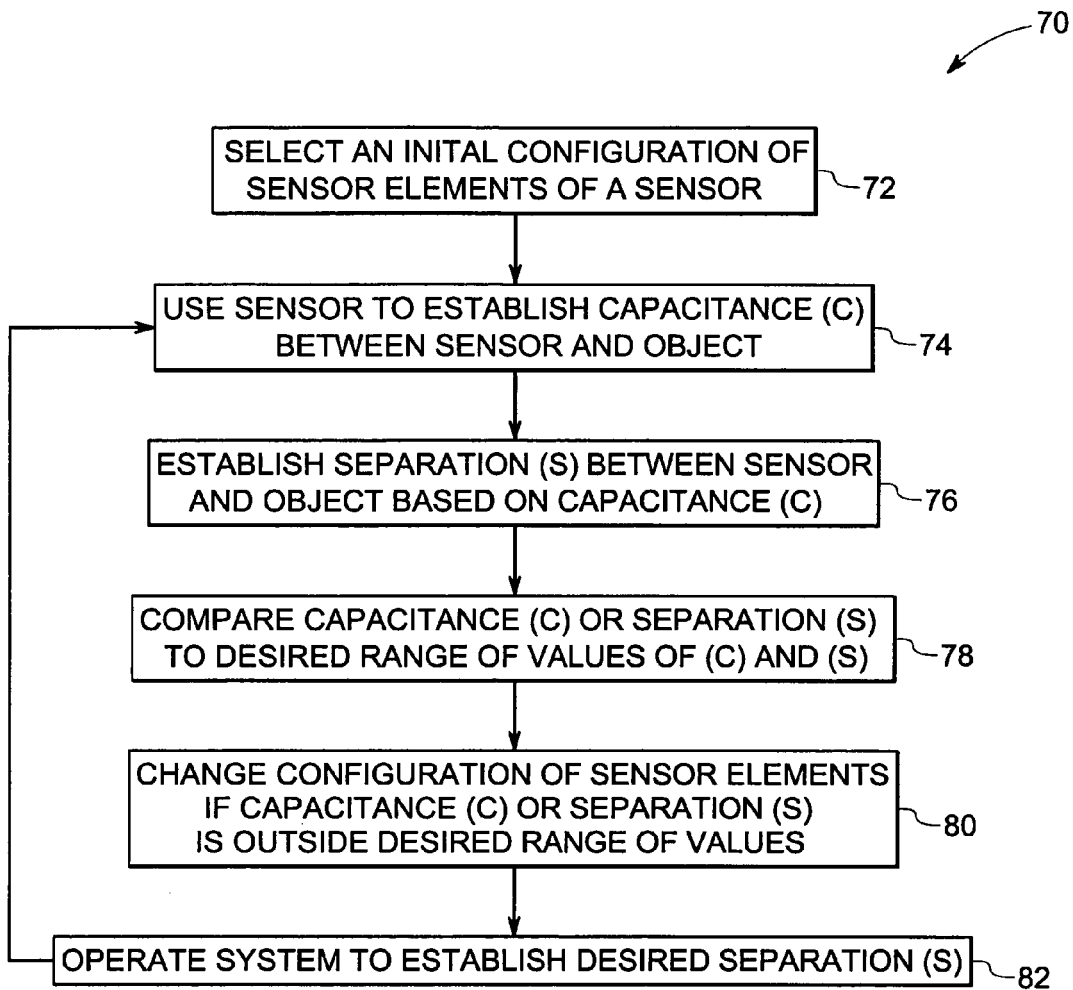 70
SELECT AN INITAL CONFIGURATION OF
SENSOR ELEMENTS OF A SENSOR
72
USE SENSOR TO ESTABLISH CAPACITANCE (C)
BETWEEN SENSOR AND OBJECT
74
ESTABLISH SEPARATION (S) BETWEEN SENSOR
AND OBJECT BASED ON CAPACITANCE (C)
76
COMPARE CAPACITANCE (C) OR SEPARATION (S)
TO DESIRED RANGE OF VALUES OF (C) AND (S)
78
CHANGE CONFIGURATION OF SENSOR ELEMENTS
IF CAPACITANCE (C) OR SEPARATION (S)
IS OUTSIDE DESIRED RANGE OF VALUES
80
OPERATE SYSTEM TO ESTABLISH DESIRED SEPARATION (S)
82